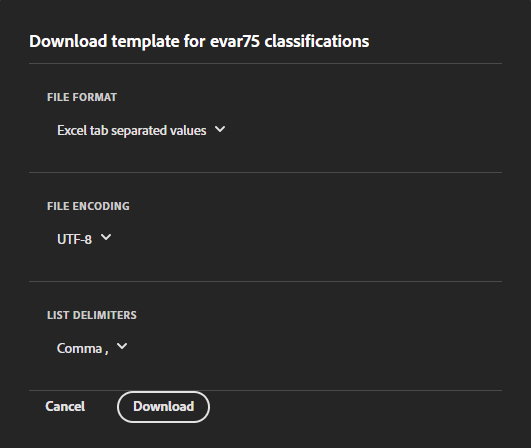 Download template for evar75 classifications
FILE FORMAT
Excel tab separated values
FILE ENCODING
UTF-8
LIST DELIMITERS
Comma ,
Cancel Download